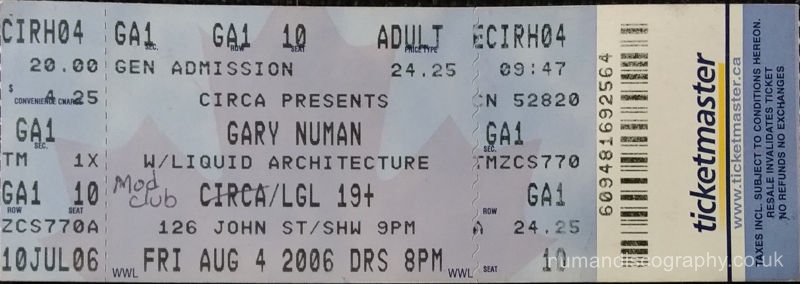 CIRH04 GA1 GA1 10 ADULT ECIRH04
SEC. ROW SEAT PRICE TYPE
20.00 GEN ADMISSION 24.25 09:47
$ 4.25 CIRCA PRESENTS CN 52820
CONVENIENCE CHARGE
GA1 GARY NUMAN GA1
SEC. SEC.
TM 1X W/LIQUID ARCHITECTURE TMZCS770
Mod Club
GA1 10 CIRCA/LGL 19+ GA1
ROW SEAT ROW
ZCS770A 126 JOHN ST/SHW 9PM A 24.25
10JUL06 WWL FRI AUG 4 2006 DRS 8PM WWL SEAT 10
609481692564
ticketmaster
www.ticketmaster.ca
TAXES INCL. SUBJECT TO CONDITIONS HEREON.
RESALE INVALIDATES TICKET
NO REFUNDS NO EXCHANGES
numandiscography.co.uk